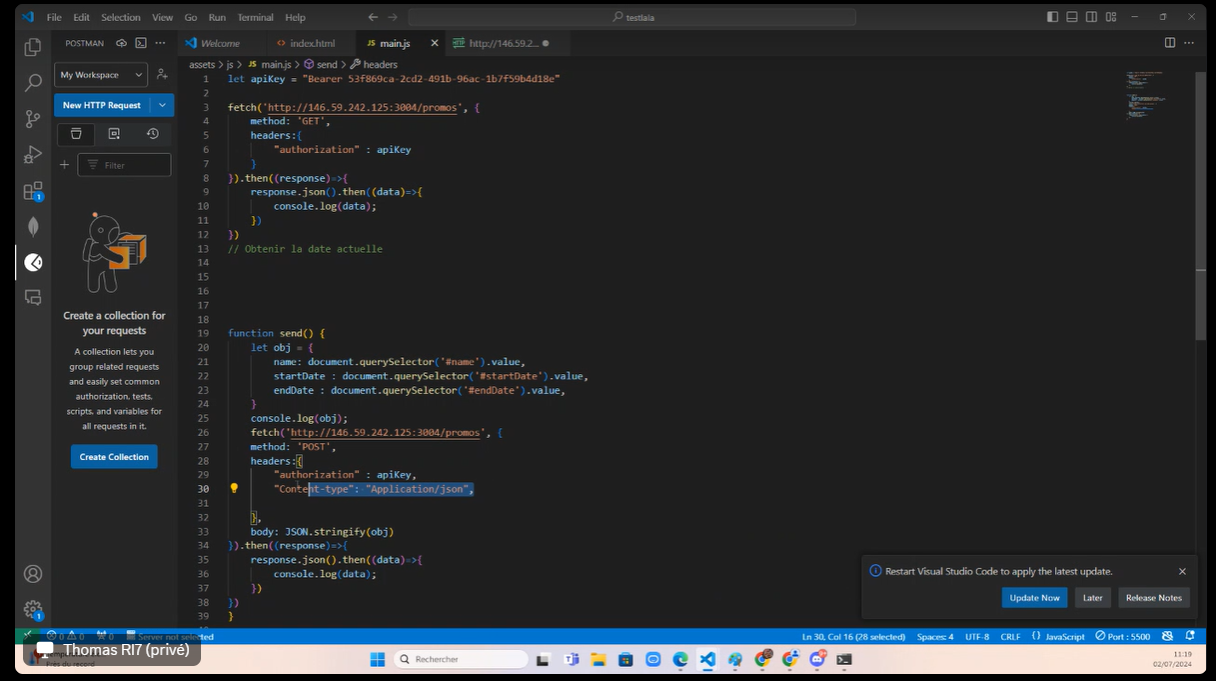 File Edit Selection View Go Run Terminal Help
testlala
POSTMAN
Welcome
index.html
JS main.js
http://146.59.2...
assets > js > JS main.js > send > headers
My Workspace
New HTTP Request
Filter
Create a collection for
your requests
A collection lets you
group related requests
and easily set common
authorization, tests,
scripts, and variables for
all requests in it.
Create Collection
1 let apiKey = "Bearer 53f869ca-2cd2-491b-96ac-1b7f59b4d18e"
2
3 fetch('http://146.59.242.125:3004/promos', {
4 method: 'GET',
5 headers:{
6 "authorization" : apiKey
7 }
8 }).then((response)=>{
9 response.json().then((data)=>{
10 console.log(data);
11 })
12 })
13 // Obtenir la date actuelle
14
15
16
17
18
19 function send() {
20 let obj = {
21 name: document.querySelector('#name').value,
22 startDate : document.querySelector('#startDate').value,
23 endDate : document.querySelector('#endDate').value,
24 }
25 console.log(obj);
26 fetch('http://146.59.242.125:3004/promos', {
27 method: 'POST',
28 headers:{
29 "authorization" : apiKey,
30 "Content-type": "Application/json",
31
32 },
33 body: JSON.stringify(obj)
34 }).then((response)=>{
35 response.json().then((data)=>{
36 console.log(data);
37 })
38 })
39 }
Restart Visual Studio Code to apply the latest update.
Update Now Later Release Notes
0 0 0 Server not selected
Ln 30, Col 16 (28 selected) Spaces: 4 UTF-8 CRLF {} JavaScript Port : 5500
Thomas RI7 (privé)
Près du record
Rechercher
11:19
02/07/2024